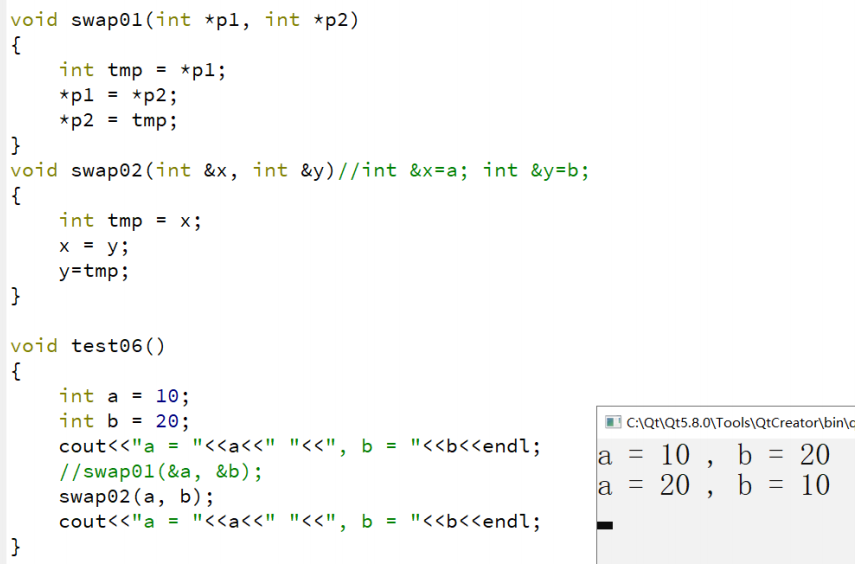 void swap01(int *p1, int *p2)
{
    int tmp = *p1;
    *p1 = *p2;
    *p2 = tmp;
}
void swap02(int &x, int &y)//int &x=a; int &y=b;
{
    int tmp = x;
    x = y;
    y=tmp;
}
void test06()
{
    int a = 10;
    int b = 20;
    cout<<"a = "<<a<<" "<<", b = "<<b<<endl;
    //swap01(&a, &b);
    swap02(a, b);
    cout<<"a = "<<a<<" "<<", b = "<<b<<endl;
}
C:\Qt\Qt5.8.0\Tools\QtCreator\bin\
a = 10 , b = 20
a = 20 , b = 10